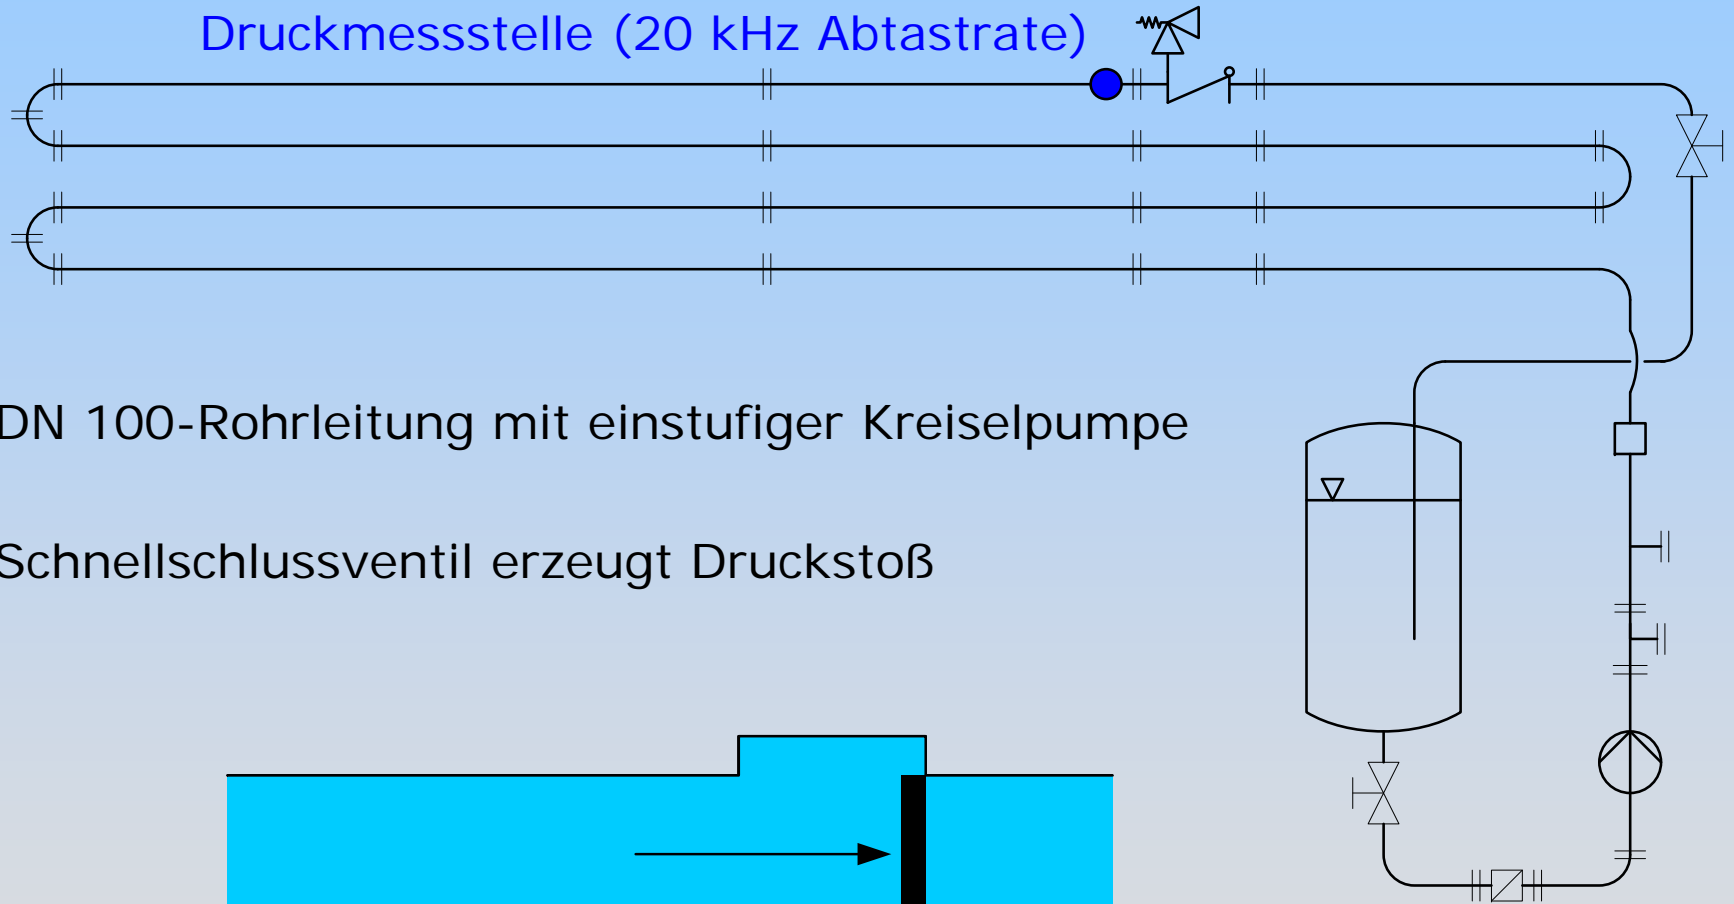 Druckmessstelle (20 kHz Abtastrate)
DN 100-Rohrleitung mit einstufiger Kreiselpumpe
Schnellschlussventil erzeugt Druckstoß